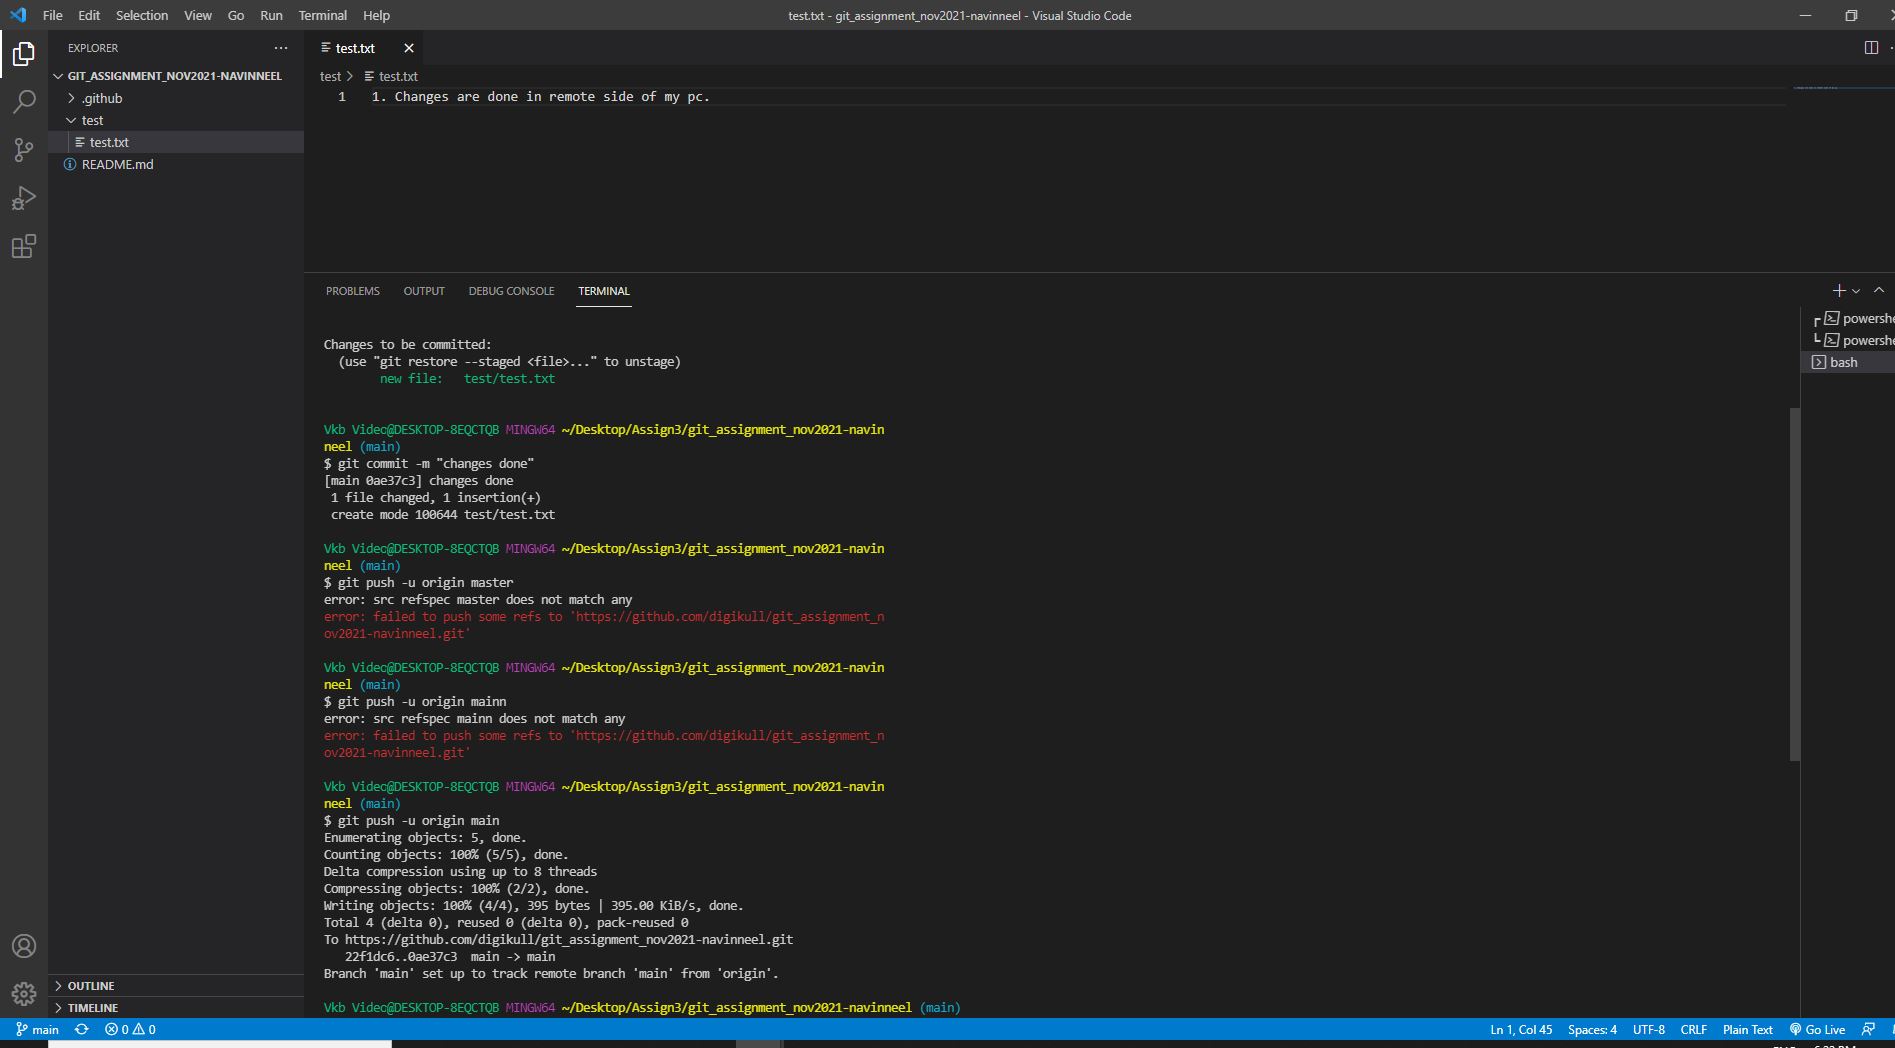 File Edit Selection View Go Run Terminal Help
test.txt - git_assignment_nov2021-navinneel - Visual Studio Code
EXPLORER
GIT_ASSIGNMENT_NOV2021-NAVINNEEL
.github
test
test.txt
README.md
OUTLINE
TIMELINE
test.txt
test > test.txt
1 1. Changes are done in remote side of my pc.
PROBLEMS OUTPUT DEBUG CONSOLE TERMINAL
Changes to be committed:
(use "git restore --staged <file>..." to unstage)
new file: test/test.txt
Vkb Videc@DESKTOP-8EQCTQB MINGW64 ~/Desktop/Assign3/git_assignment_nov2021-navin
neel (main)
$ git commit -m "changes done"
[main 0ae37c3] changes done
1 file changed, 1 insertion(+)
create mode 100644 test/test.txt
Vkb Videc@DESKTOP-8EQCTQB MINGW64 ~/Desktop/Assign3/git_assignment_nov2021-navin
neel (main)
$ git push -u origin master
error: src refspec master does not match any
error: failed to push some refs to 'https://github.com/digikull/git_assignment_n
ov2021-navinneel.git'
Vkb Videc@DESKTOP-8EQCTQB MINGW64 ~/Desktop/Assign3/git_assignment_nov2021-navin
neel (main)
$ git push -u origin mainn
error: src refspec mainn does not match any
error: failed to push some refs to 'https://github.com/digikull/git_assignment_n
ov2021-navinneel.git'
Vkb Videc@DESKTOP-8EQCTQB MINGW64 ~/Desktop/Assign3/git_assignment_nov2021-navin
neel (main)
$ git push -u origin main
Enumerating objects: 5, done.
Counting objects: 100% (5/5), done.
Delta compression using up to 8 threads
Compressing objects: 100% (2/2), done.
Writing objects: 100% (4/4), 395 bytes | 395.00 KiB/s, done.
Total 4 (delta 0), reused 0 (delta 0), pack-reused 0
To https://github.com/digikull/git_assignment_nov2021-navinneel.git
22f1dc6..0ae37c3 main -> main
Branch 'main' set up to track remote branch 'main' from 'origin'.
Vkb Videc@DESKTOP-8EQCTQB MINGW64 ~/Desktop/Assign3/git_assignment_nov2021-navinneel (main)
powershe
powershe
bash
main 0 0
Ln 1, Col 45 Spaces: 4 UTF-8 CRLF Plain Text Go Live